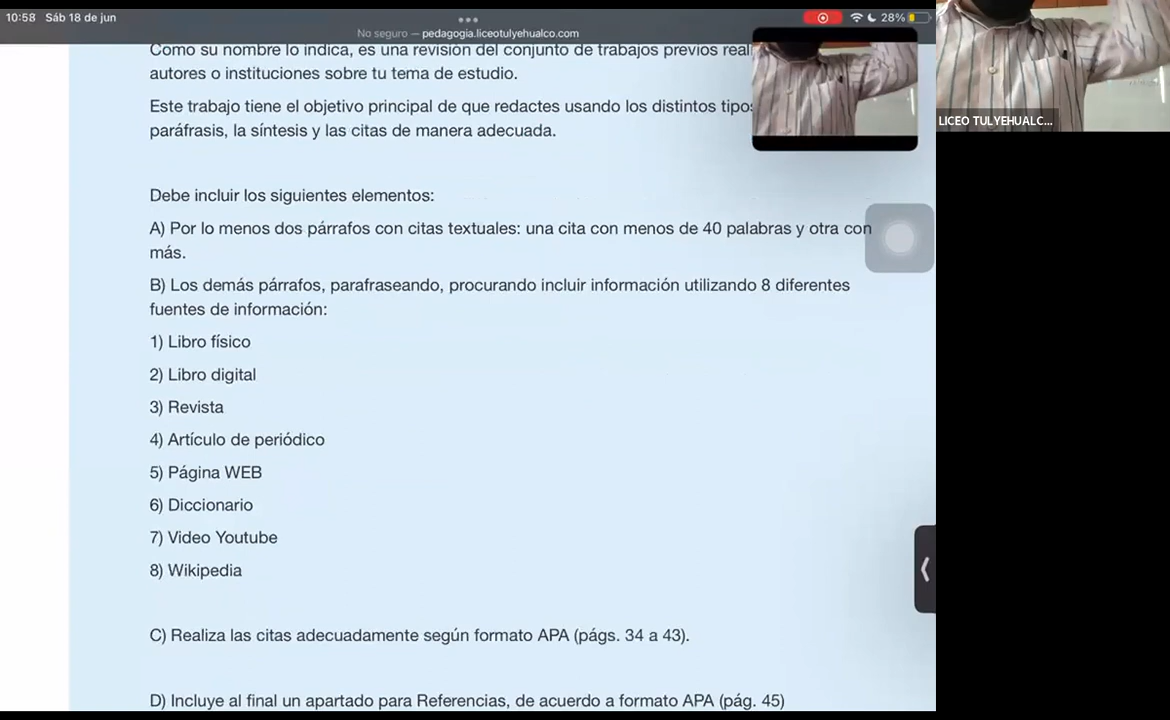 10:58 Sáb 18 de jun
28%
No seguro — pedagogia.liceotulyehualco.com
Como su nombre lo indica, es una revisión del conjunto de trabajos previos
autores o instituciones sobre tu tema de estudio.
Este trabajo tiene el objetivo principal de que redactes usando los distintos
paráfrasis, la síntesis y las citas de manera adecuada.
LICEO TULYEHUALC...
Debe incluir los siguientes elementos:
A) Por lo menos dos párrafos con citas textuales: una cita con menos de 40 palabras y otra con
más.
B) Los demás párrafos, parafraseando, procurando incluir información utilizando 8 diferentes
fuentes de información:
1) Libro físico
2) Libro digital
3) Revista
4) Artículo de periódico
5) Página WEB
6) Diccionario
7) Video Youtube
8) Wikipedia
C) Realiza las citas adecuadamente según formato APA (págs. 34 a 43).
D) Incluye al final un apartado para Referencias, de acuerdo a formato APA (pág. 45)